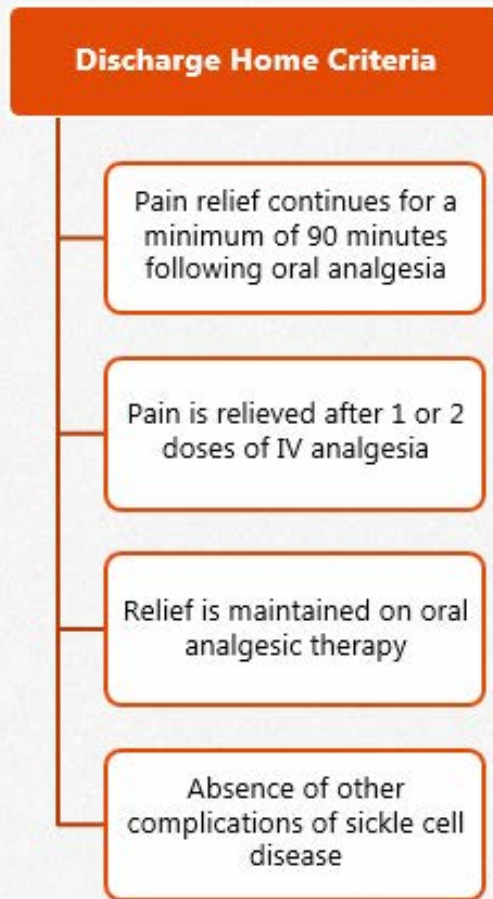 Discharge Home Criteria
Pain relief continues for a
minimum of 90 minutes
following oral analgesia
Pain is relieved after 1 or 2
doses of IV analgesia
Relief is maintained on oral
analgesic therapy
Absence of other
complications of sickle cell
disease